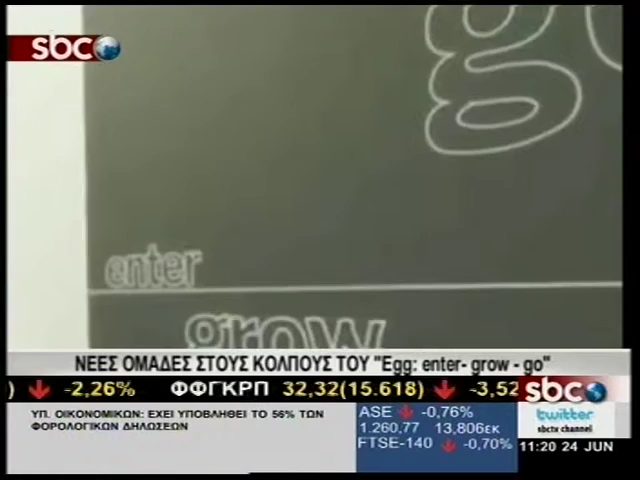 sbc
g
enter
grow
ΝΕΕΣ ΟΜΑΔΕΣ ΣΤΟΥΣ ΚΟΛΠΟΥΣ ΤΟΥ "Egg: enter- grow - go"
) -2,26% ΦΦΓΚΡΠ 32,32(15.618) -3,52
sbc
ΥΠ. ΟΙΚΟΝΟΜΙΚΩΝ: ΕΧΕΙ ΥΠΟΒΛΗΘΕΙ ΤΟ 56% ΤΩΝ
ΦΟΡΟΛΟΓΙΚΩΝ ΔΗΛΩΣΕΩΝ
ASE -0,76%
1.260,77 13,806εκ
FTSE-140 -0,70%
twitter
sbctv channel
11:20 24 JUN